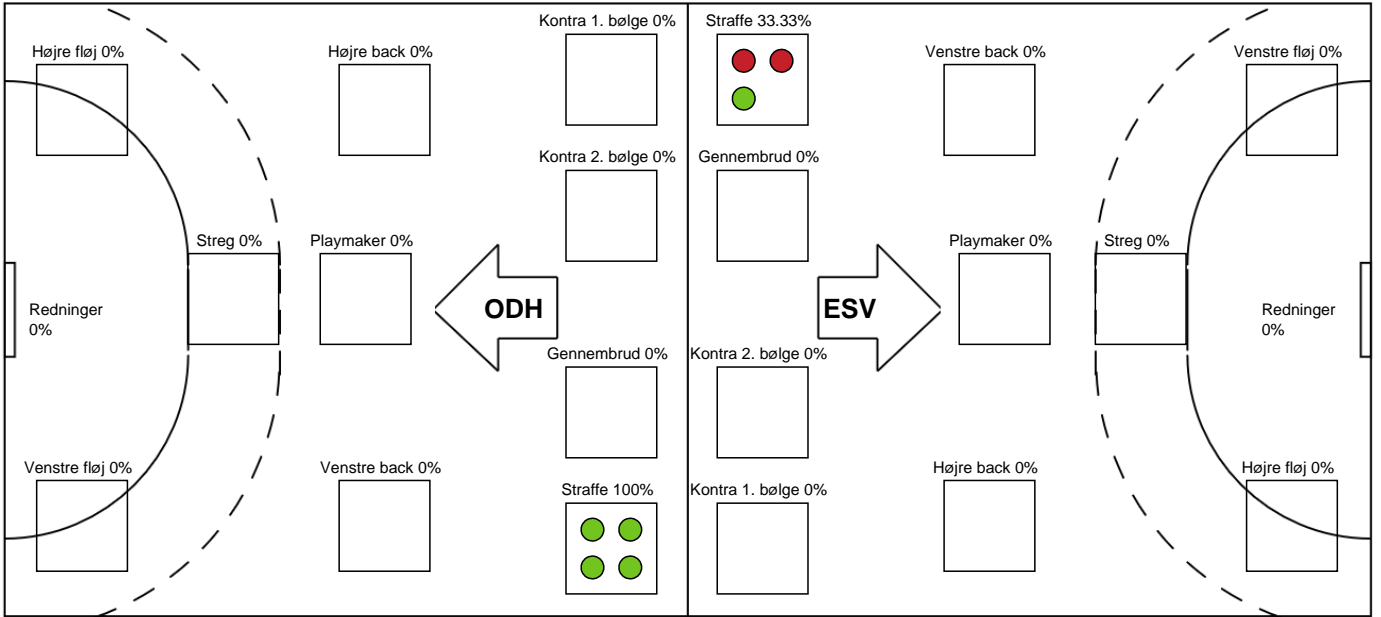 Kontra 1. bølge 0%
Straffe 33.33%
Højre fløj 0%
Højre back 0%
Venstre back 0%
Venstre fløj 0%
Kontra 2. bølge 0%
Gennembrud 0%
Streg 0%
Playmaker 0%
Playmaker 0%
Streg 0%
Redninger
0%
ODH
ESV
Redninger
0%
Gennembrud 0%
Kontra 2. bølge 0%
Venstre fløj 0%
Venstre back 0%
Højre back 0%
Højre fløj 0%
Straffe 100%
Kontra 1. bølge 0%